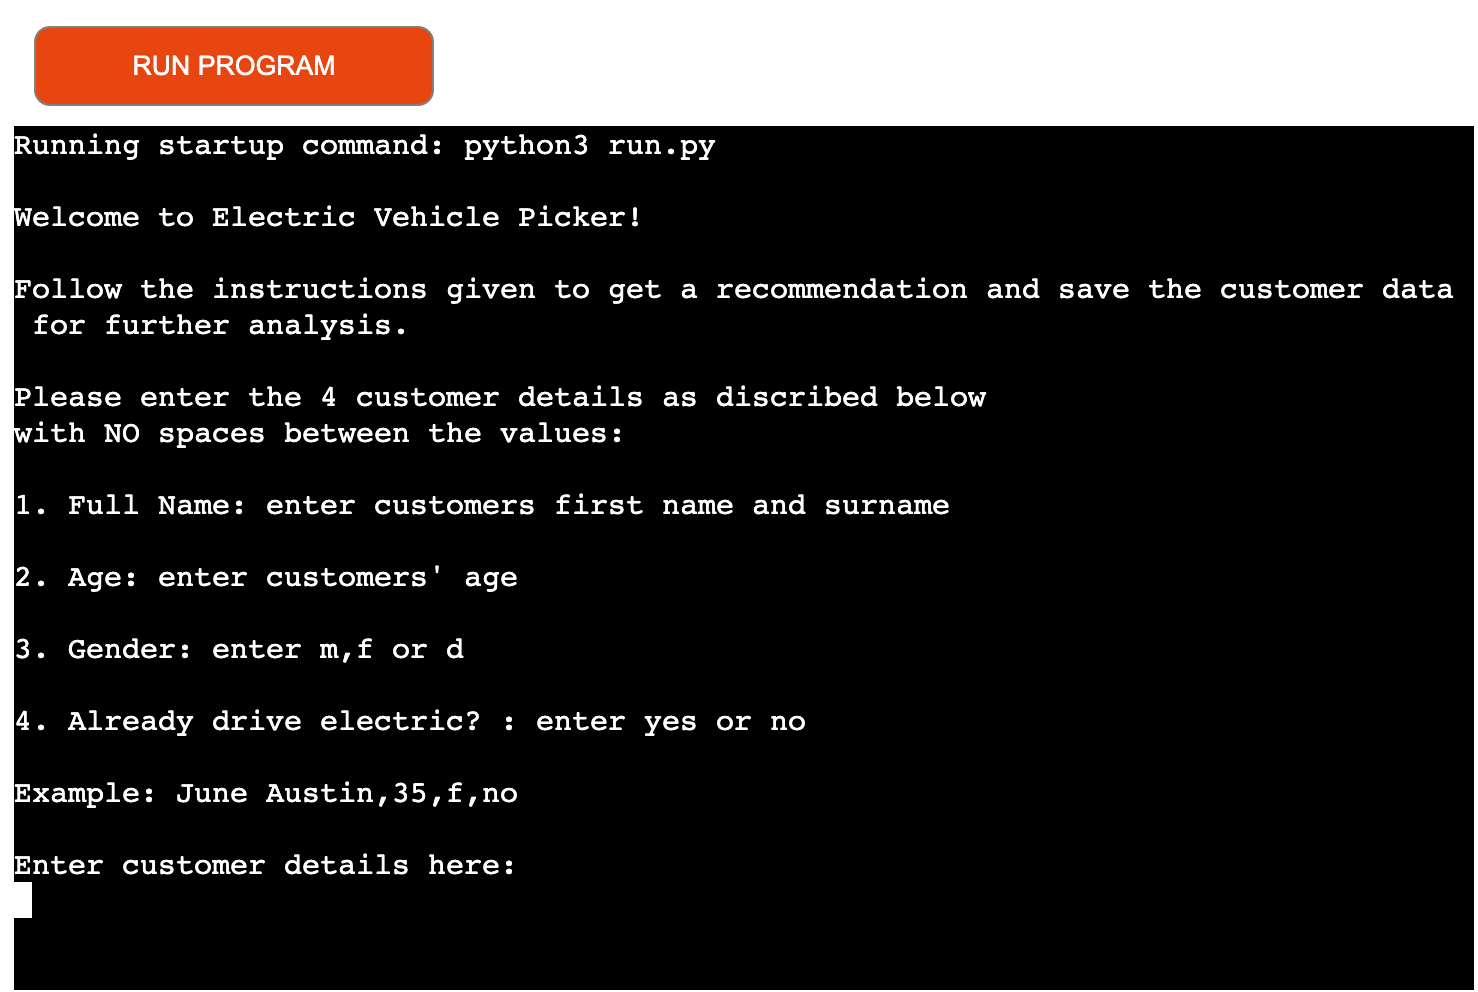 RUN PROGRAM
Running startup command: python3 run.py
Welcome to Electric Vehicle Picker!
Follow the instructions given to get a recommendation and save the customer data
for further analysis.
Please enter the 4 customer details as discribed below
with NO spaces between the values:
1. Full Name: enter customers first name and surname
2. Age: enter customers' age
3. Gender: enter m,f or d
4. Already drive electric? : enter yes or no
Example: June Austin,35,f,no
Enter customer details here: